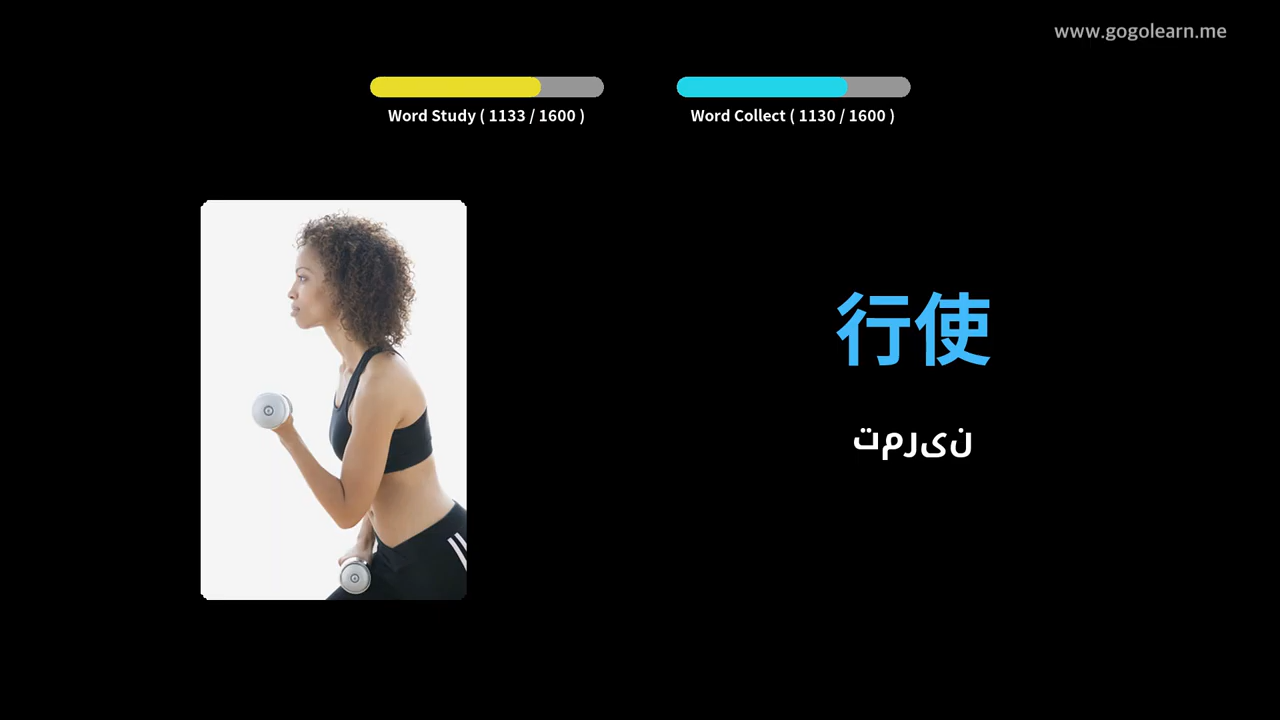 www.gogolearn.me
Word Study ( 1133 / 1600 )
Word Collect ( 1130 / 1600 )
行使
تمرین